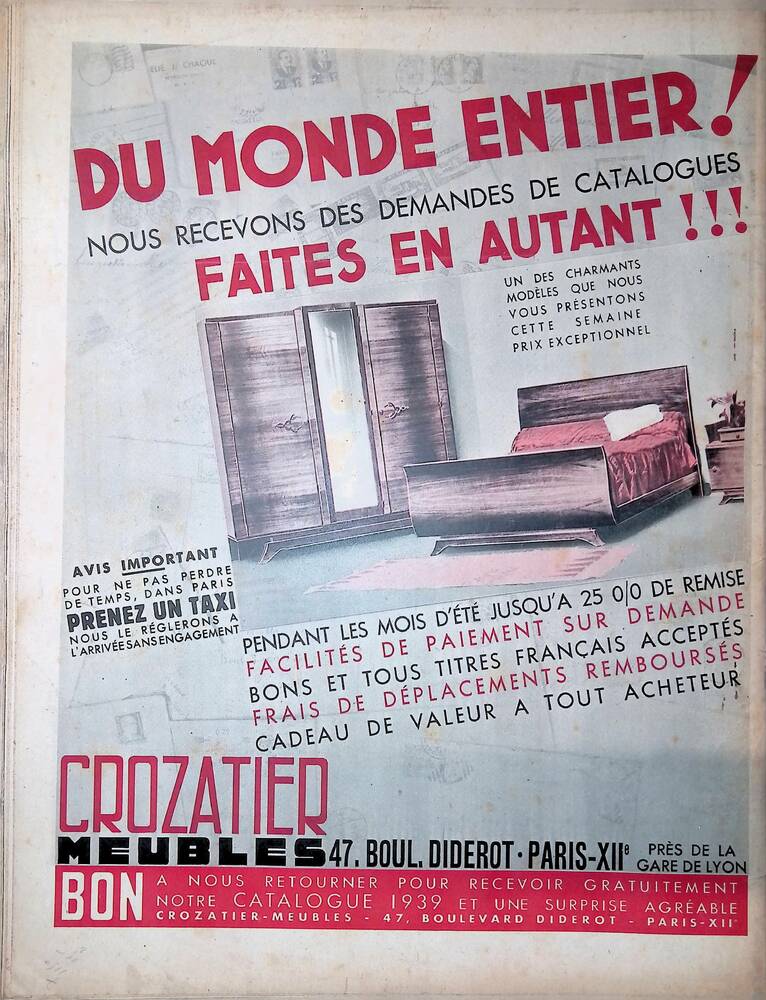 ELIE J. CHACUL
DU MONDE ENTIER!
NOUS RECEVONS DES DEMANDES DE CATALOGUES
FAITES EN AUTANT !!!
UN DES CHARMANTS
MODÈLES QUE NOUS
VOUS PRÉSENTONS
CETTE SEMAINE
PRIX EXCEPTIONNEL
AVIS IMPORTANT
POUR NE PAS PERDRE
DE TEMPS, DANS PARIS
PRENEZ UN TAXI
NOUS LE RÉGLERONS A
L'ARRIVÉE SANS ENGAGEMENT
PENDANT LES MOIS D'ÉTÉ JUSQU'A 25 0/0 DE REMISE
FACILITÉS DE PAIEMENT SUR DEMANDE
BONS ET TOUS TITRES FRANÇAIS ACCEPTÉS
FRAIS DE DÉPLACEMENTS REMBOURSÉS
CADEAU DE VALEUR A TOUT ACHETEUR
CROZATIER
MEUBLES 47, BOUL. DIDEROT · PARIS-XIIe PRÈS DE LA
GARE DE LYON
BON A NOUS RETOURNER POUR RECEVOIR GRATUITEMENT
NOTRE CATALOGUE 1939 ET UNE SURPRISE AGRÉABLE
CROZATIER-MEUBLES - 47, BOULEVARD DIDEROT - PARIS-XIIe